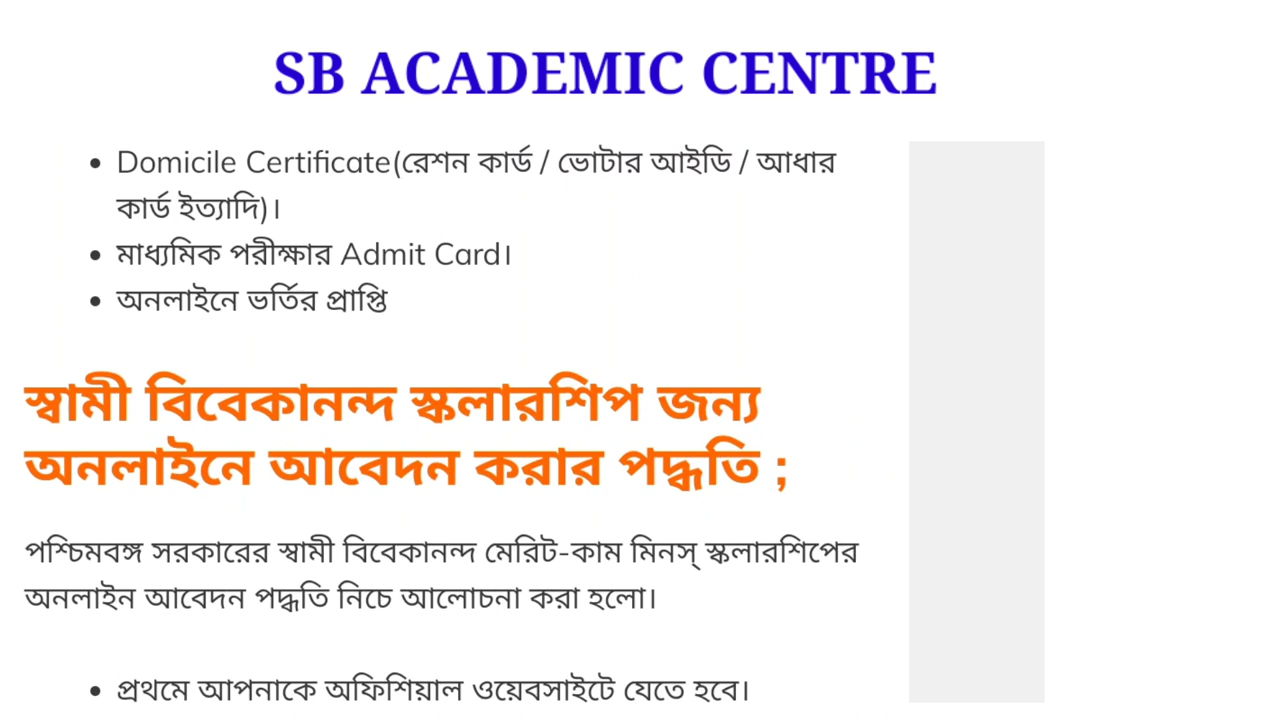 SB ACADEMIC CENTRE
• Domicile Certificate(রেশন কার্ড / ভোটার আইডি / আধার
কার্ড ইত্যাদি)।
• মাধ্যমিক পরীক্ষার Admit Card।
• অনলাইনে ভর্তির প্রাপ্তি
স্বামী বিবেকানন্দ স্কলারশিপ জন্য
অনলাইনে আবেদন করার পদ্ধতি ;
পশ্চিমবঙ্গ সরকারের স্বামী বিবেকানন্দ মেরিট-কাম মিনস্ স্কলারশিপের
অনলাইন আবেদন পদ্ধতি নিচে আলোচনা করা হলো।
• প্রথমে আপনাকে অফিশিয়াল ওয়েবসাইটে যেতে হবে।